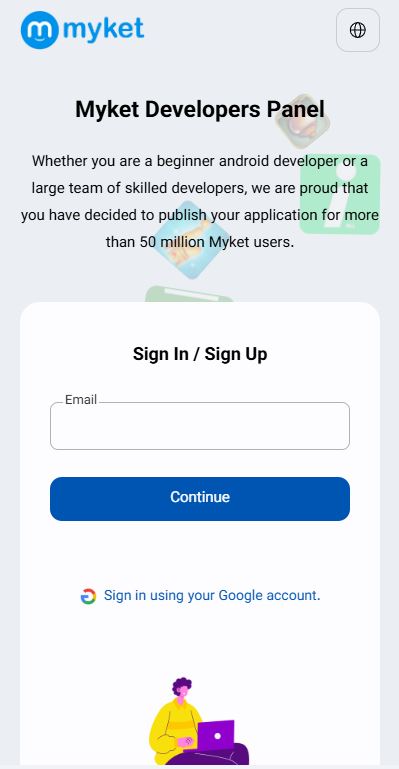 myket
Myket Developers Panel
Whether you are a beginner android developer or a
large team of skilled developers, we are proud that
you have decided to publish your application for more
than 50 million Myket users.
Sign In / Sign Up
Email
Continue
Sign in using your Google account.